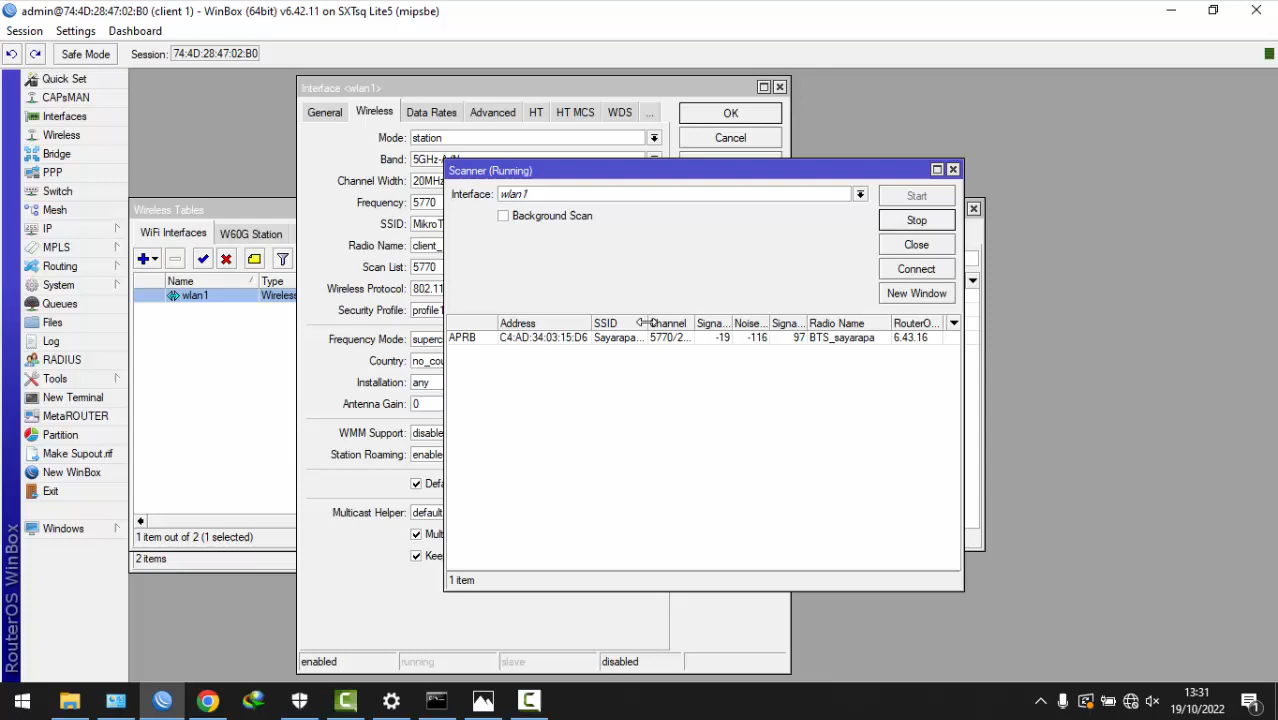 admin@74:4D:28:47:02:B0 (client 1) - WinBox (64bit) v6.42.11 on SXTsq Lite5 (mipsbe)
Session Settings Dashboard
Safe Mode Session: 74:4D:28:47:02:B0
Quick Set
CAPsMAN
Interfaces
Wireless
Bridge
PPP
Switch
Mesh
IP
MPLS
Routing
System
Queues
Files
Log
RADIUS
Tools
New Terminal
MetaROUTER
Partition
Make Supout.rif
New WinBox
Exit
Windows
RouterOS WinBox
Wireless Tables
WiFi Interfaces W60G Station
Name Type
wlan1 Wireless
1 item out of 2 (1 selected)
2 items
Interface <wlan1>
General Wireless Data Rates Advanced HT HT MCS WDS ...
OK
Cancel
Mode: station
Band: 5GHz-A/N
Channel Width: 20MHz
Frequency: 5770
SSID: MikroT
Radio Name: client_
Scan List: 5770
Wireless Protocol: 802.11
Security Profile: profile1
Frequency Mode: superc
Country: no_cou
Installation: any
Antenna Gain: 0
WMM Support: disable
Station Roaming: enable
Defa
Multicast Helper: default
Mult
Kee
enabled running slave disabled
Scanner (Running)
Interface: wlan1
Background Scan
Start
Stop
Close
Connect
New Window
Address SSID Channel Signa... Noise... Signa... Radio Name RouterO...
APRB C4:AD:34:03:15:D6 Sayarapa... 5770/2... -19 -116 97 BTS_sayarapa 6.43.16
1 item
13:31
19/10/2022
1